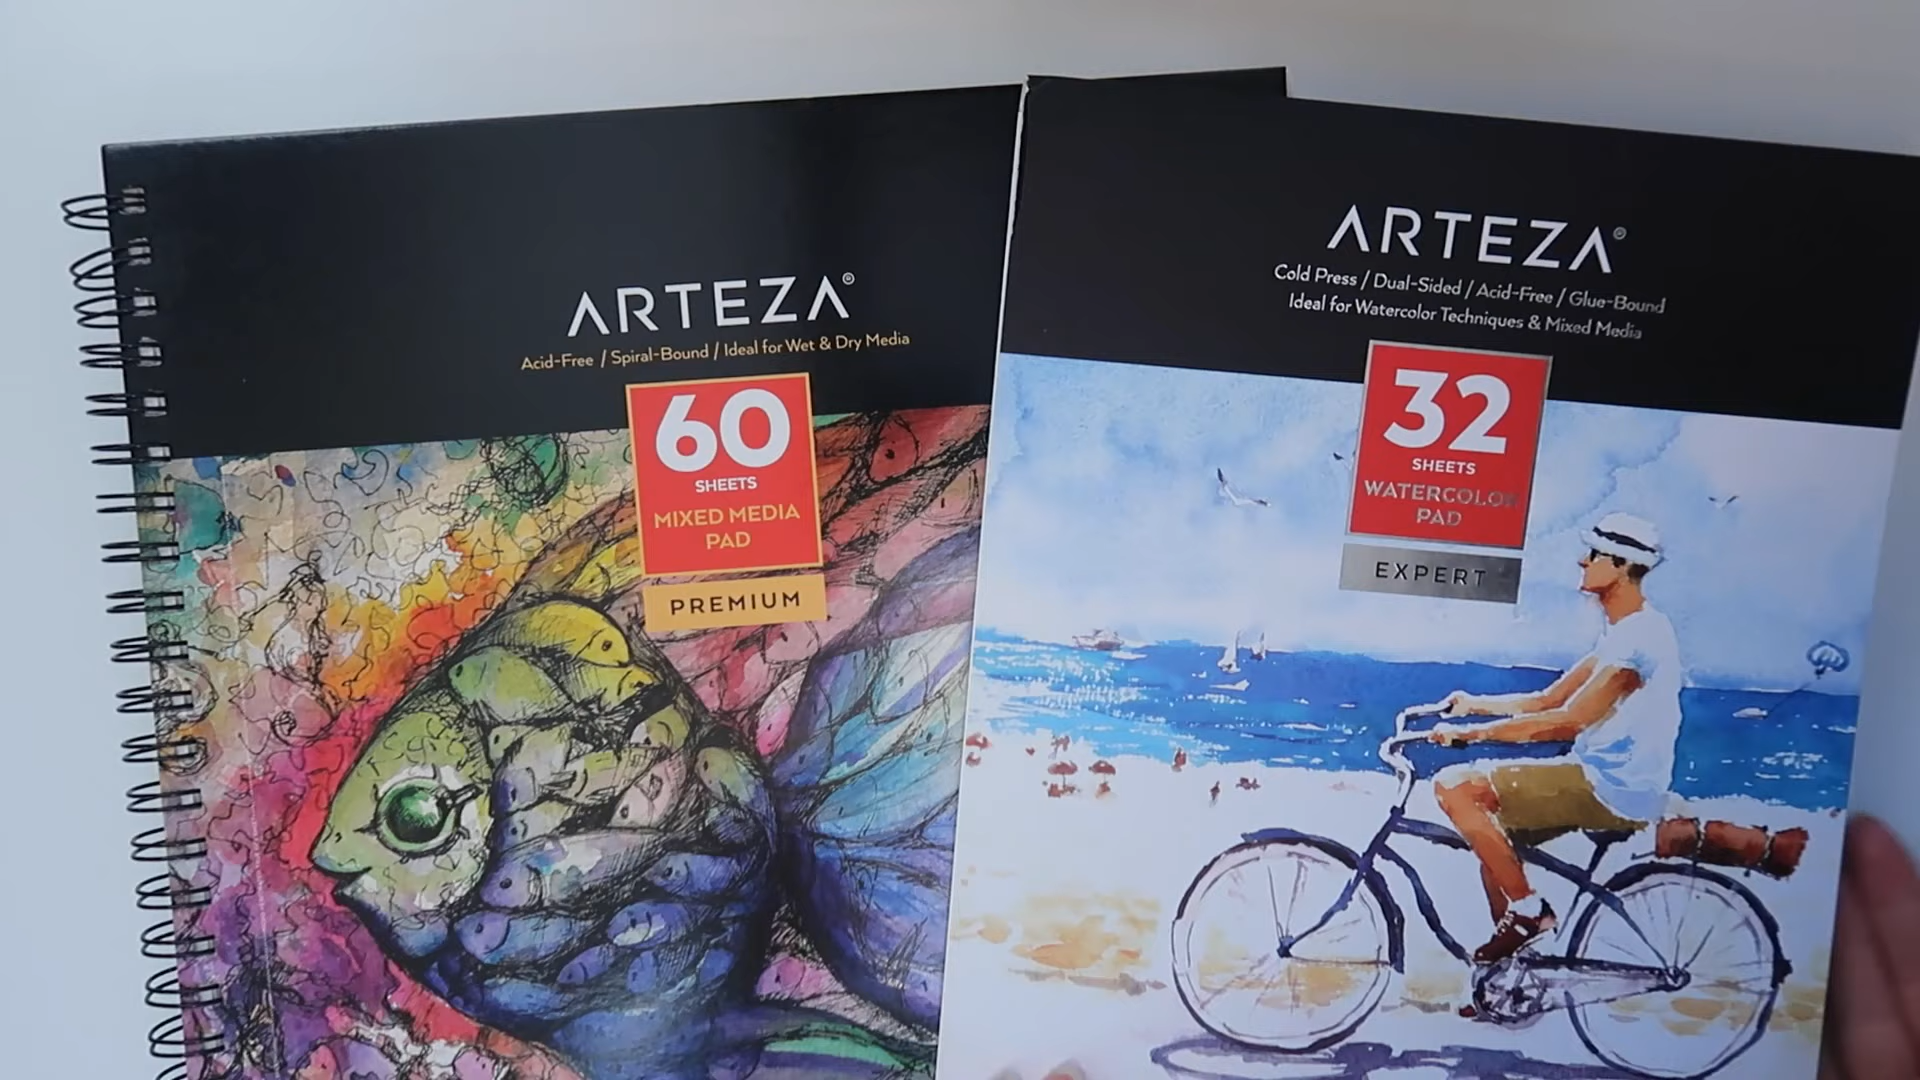 ARTEZA®
Acid-Free / Spiral-Bound / Ideal for Wet & Dry Media
60
SHEETS
MIXED MEDIA
PAD
PREMIUM
ARTEZA®
Cold Press / Dual-Sided / Acid-Free / Glue-Bound
Ideal for Watercolor Techniques & Mixed Media
32
SHEETS
WATERCOLOR
PAD
EXPERT